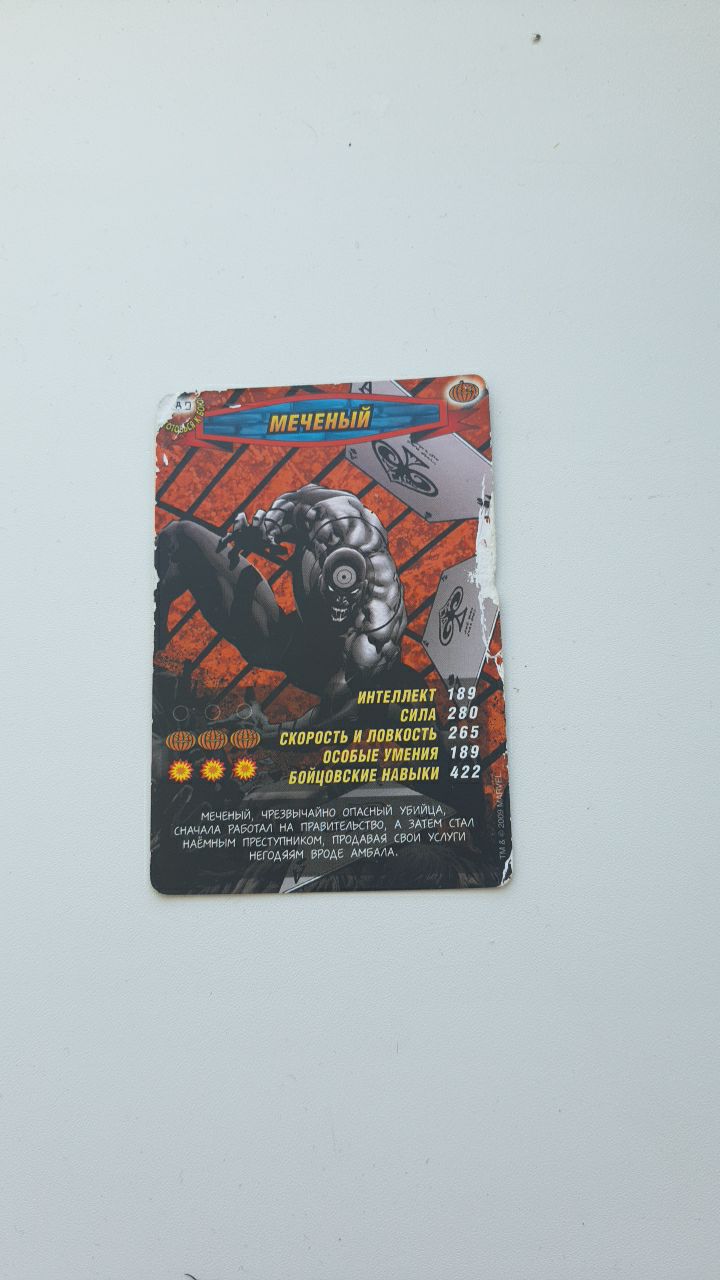 МЕЧЕНЫЙ
ИНТЕЛЛЕКТ 189
СИЛА 280
СКОРОСТЬ И ЛОВКОСТЬ 265
ОСОБЫЕ УМЕНИЯ 189
БОЙЦОВСКИЕ НАВЫКИ 422
МЕЧЕНЫЙ, ЧРЕЗВЫЧАЙНО ОПАСНЫЙ УБИЙЦА,
СНАЧАЛА РАБОТАЛ НА ПРАВИТЕЛЬСТВО, А ЗАТЕМ СТАЛ
НАЁМНЫМ ПРЕСТУПНИКОМ, ПРОДАВАЯ СВОИ УСЛУГИ
НЕГОДЯЯМ ВРОДЕ АМБАЛА.
TM & © 2009 MARVEL